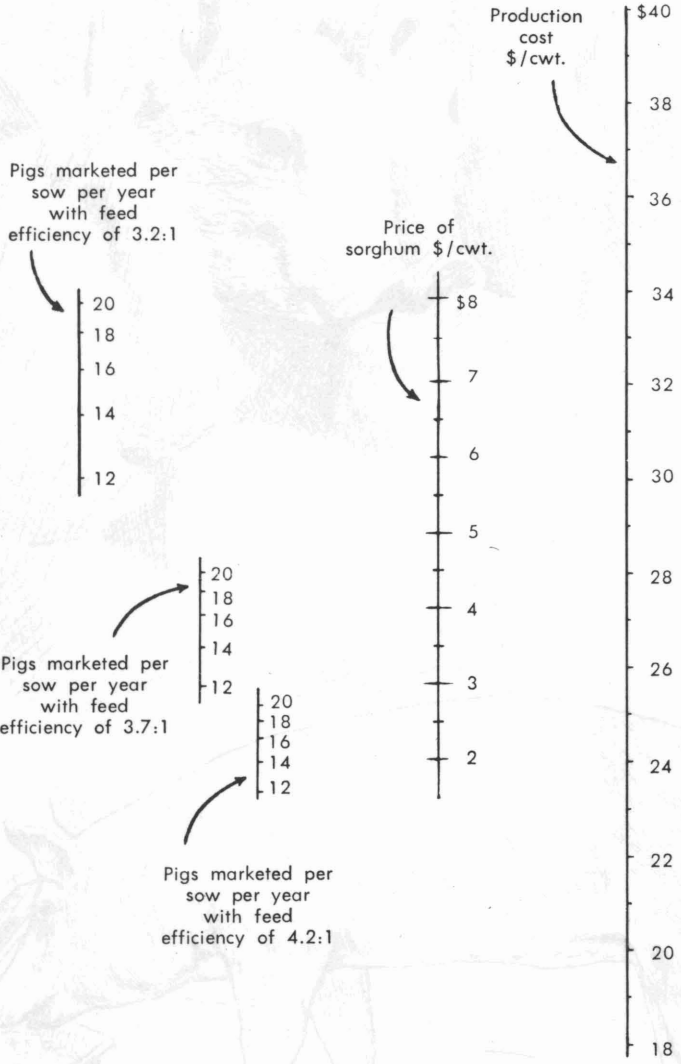 Production
cost
$/cwt.
$40
38
36
34
32
30
28
26
24
22
20
18
Pigs marketed per
sow per year
with feed
efficiency of 3.2:1
20
18
16
14
12
Price of
sorghum $/cwt.
$8
7
6
5
4
3
2
20
18
16
14
12
Pigs marketed per
sow per year
with feed
efficiency of 3.7:1
20
18
16
14
12
Pigs marketed per
sow per year
with feed
efficiency of 4.2:1